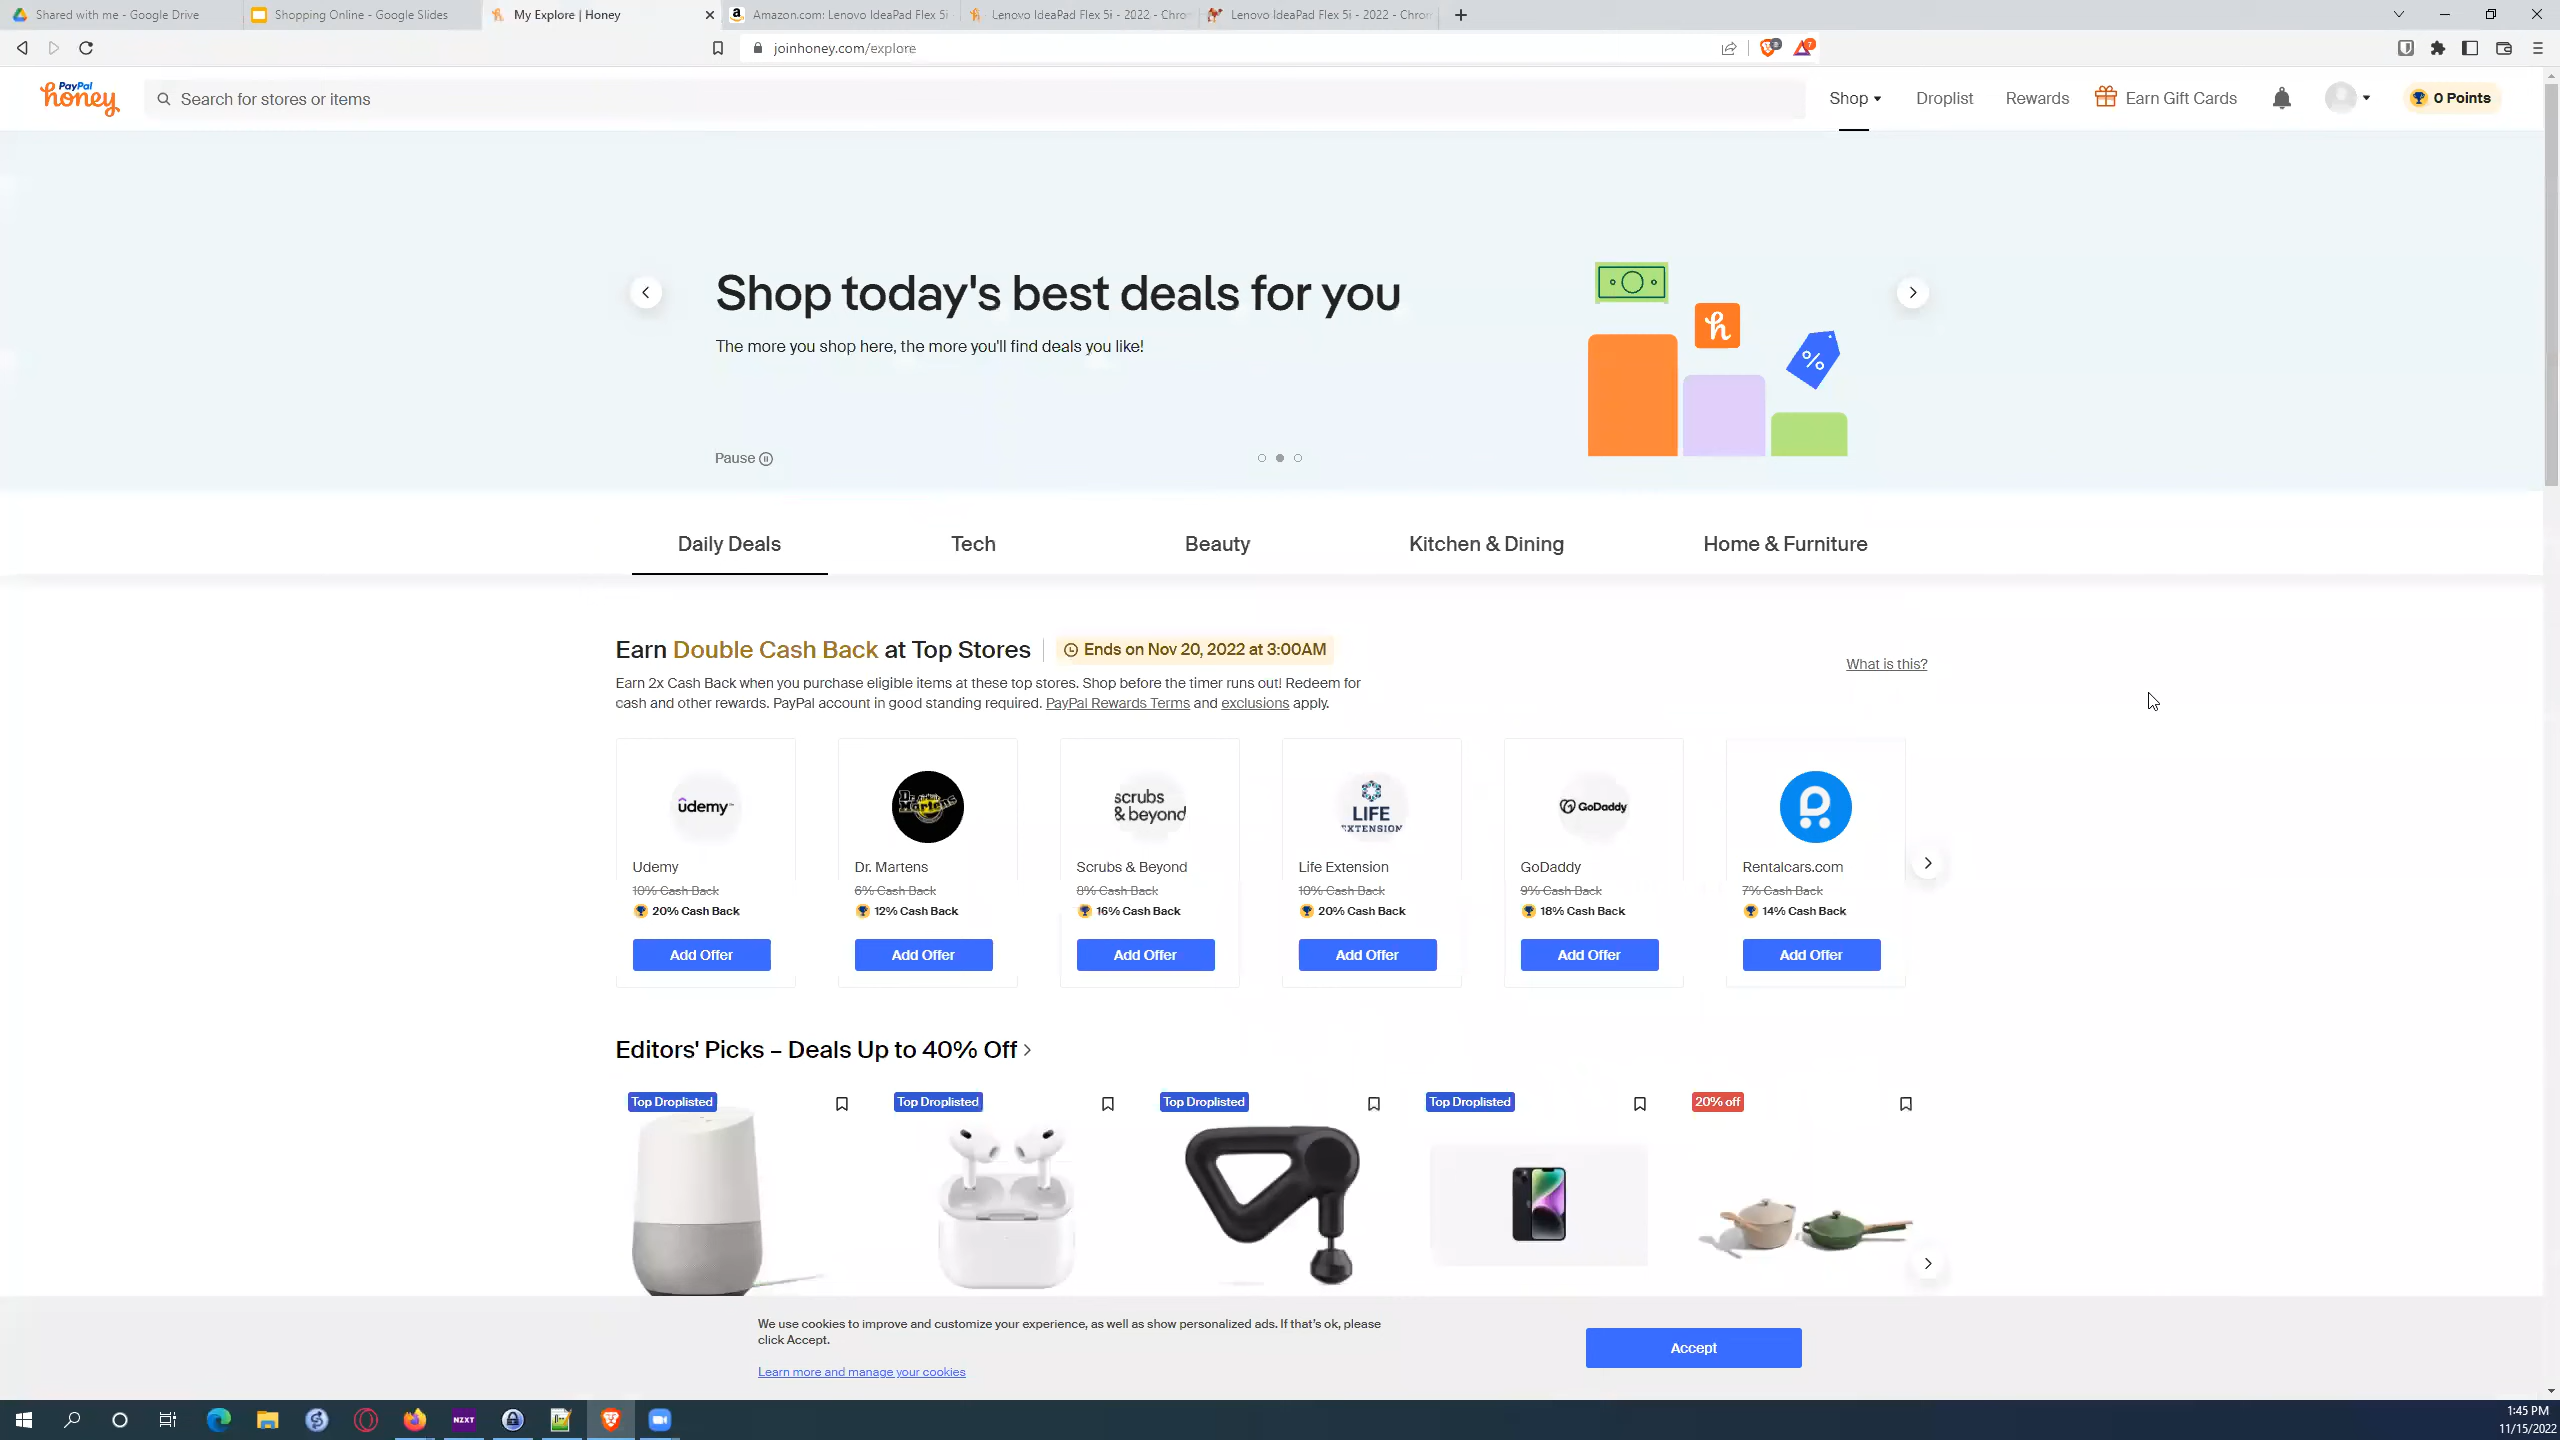 Shared with me - Google Drive
Shopping Online - Google Slides
My Explore | Honey
Amazon.com: Lenovo IdeaPad Flex 5i -
Lenovo IdeaPad Flex 5i - 2022 - Chro
Lenovo IdeaPad Flex 5i - 2022 - Chro
joinhoney.com/explore
PayPal
honey
Search for stores or items
Shop
Droplist
Rewards
Earn Gift Cards
0 Points
Shop today's best deals for you
The more you shop here, the more you'll find deals you like!
h
%
Pause
Daily Deals
Tech
Beauty
Kitchen & Dining
Home & Furniture
Earn Double Cash Back at Top Stores
Ends on Nov 20, 2022 at 3:00AM
What is this?
Earn 2x Cash Back when you purchase eligible items at these top stores. Shop before the timer runs out! Redeem for
cash and other rewards. PayPal account in good standing required. PayPal Rewards Terms and exclusions apply.
ûdemy
Dr. Martens
scrubs
& beyond
LIFE
EXTENSION
GoDaddy
Udemy
Dr. Martens
Scrubs & Beyond
Life Extension
GoDaddy
Rentalcars.com
10% Cash Back
6% Cash Back
8% Cash Back
10% Cash Back
9% Cash Back
7% Cash Back
20% Cash Back
12% Cash Back
16% Cash Back
20% Cash Back
18% Cash Back
14% Cash Back
Add Offer
Add Offer
Add Offer
Add Offer
Add Offer
Add Offer
Editors' Picks – Deals Up to 40% Off
Top Droplisted
Top Droplisted
Top Droplisted
Top Droplisted
20% off
We use cookies to improve and customize your experience, as well as show personalized ads. If that's ok, please
click Accept.
Learn more and manage your cookies
Accept
NZXT
1:45 PM
11/15/2022